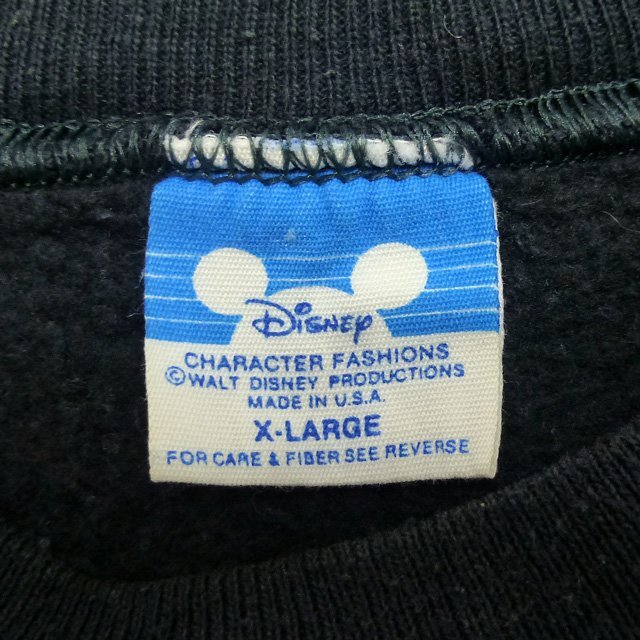 Disney
CHARACTER FASHIONS
©WALT DISNEY PRODUCTIONS
MADE IN U.S.A.
X-LARGE
FOR CARE & FIBER SEE REVERSE